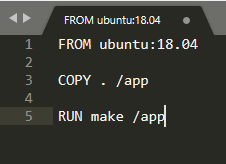 FROM ubuntu:18.04
1 FROM ubuntu:18.04
2
3 COPY . /app
4
5 RUN make /app